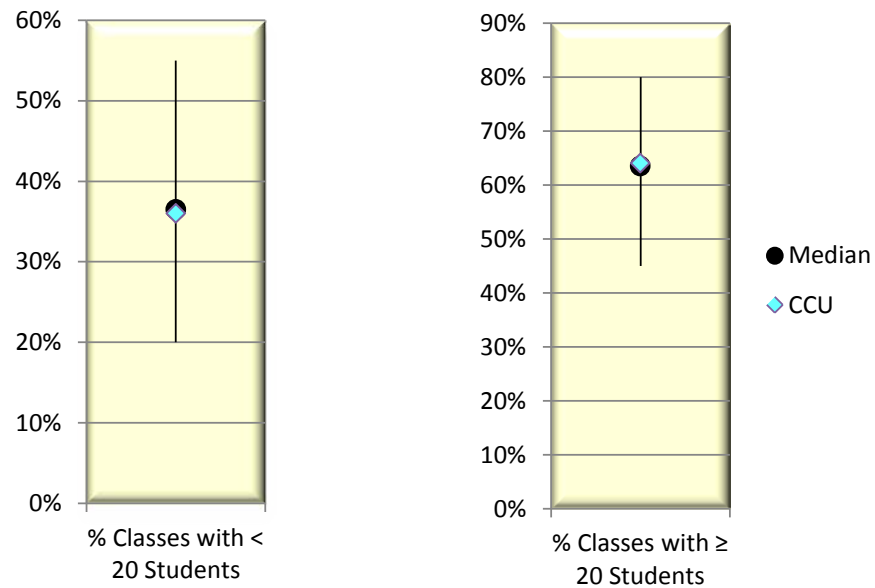 60%
50%
40%
30%
20%
10%
0%
% Classes with <
20 Students
90%
80%
70%
60%
50%
40%
30%
20%
10%
0%
% Classes with ≥
20 Students
Median
CCU